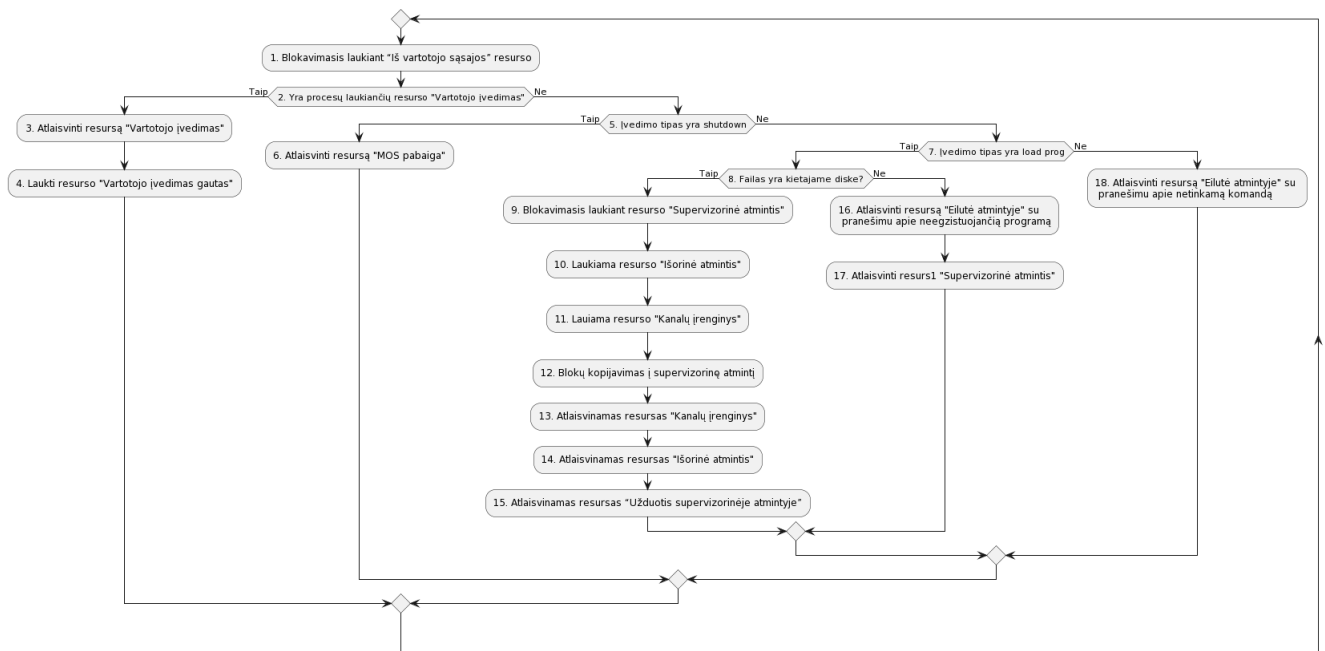 1. Blokavimasis laukiant "Iš vartotojo sąsajos" resurso
Taip
2. Yra procesų laukiančių resurso "Vartotojo įvedimas"
Ne
3. Atlaisvinti resursą "Vartotojo įvedimas"
4. Laukti resurso "Vartotojo įvedimas gautas"
Taip
5. Įvedimo tipas yra shutdown
Ne
6. Atlaisvinti resursą "MOS pabaiga"
Taip
7. Įvedimo tipas yra load prog
Ne
Taip
8. Failas yra kietajame diske?
Ne
9. Blokavimasis laukiant resurso "Supervizorinė atmintis"
10. Laukiama resurso "Išorinė atmintis"
11. Lauiama resurso "Kanalų įrenginys"
12. Blokų kopijavimas į supervizorinę atmintį
13. Atlaisvinamas resursas "Kanalų įrenginys"
14. Atlaisvinamas resursas "Išorinė atmintis"
15. Atlaisvinamas resursas "Užduotis supervizorinėje atmintyje"
16. Atlaisvinti resursą "Eilutė atmintyje" su
pranešimu apie neegzistuojančią programą
17. Atlaisvinti resurs1 "Supervizorinė atmintis"
18. Atlaisvinti resursą "Eilutė atmintyje" su
pranešimu apie netinkamą komandą